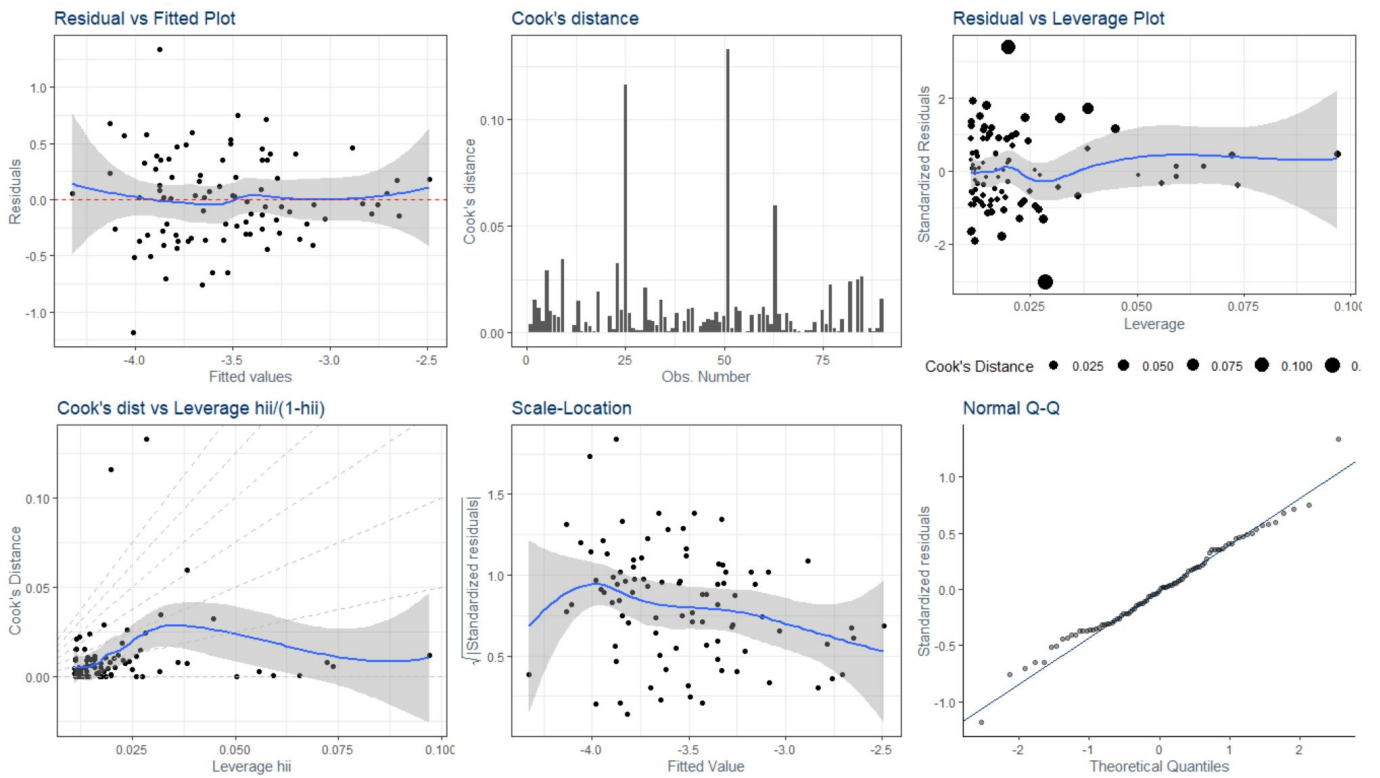 Residual vs Fitted Plot
Residuals
1.0
0.5
0.0
-0.5
-1.0
-4.0 -3.5 -3.0 -2.5
Fitted values
Cook's distance
Cook's distance
0.10
0.05
0.00
0 25 50 75
Obs. Number
Residual vs Leverage Plot
Standardized Residuals
2
0
-2
0.025 0.050 0.075 0.100
Leverage
Cook's Distance 0.025 0.050 0.075 0.100 0.
Cook's dist vs Leverage hii/(1-hii)
Cook's Distance
0.10
0.05
0.00
0.025 0.050 0.075 0.100
Leverage hii
Scale-Location
√|Standardized residuals|
1.5
1.0
0.5
-4.0 -3.5 -3.0 -2.5
Fitted Value
Normal Q-Q
Standardized residuals
1.0
0.5
0.0
-0.5
-1.0
-2 -1 0 1 2
Theoretical Quantiles